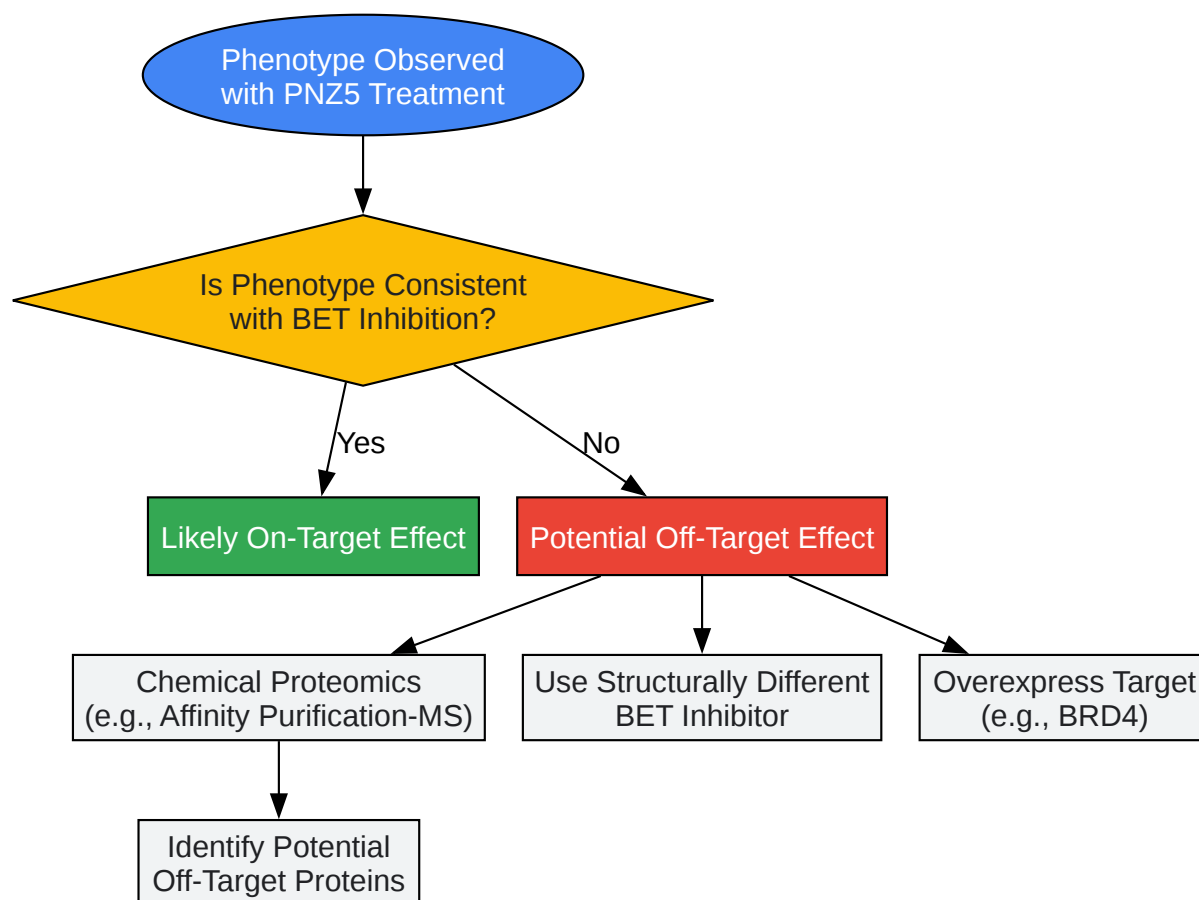 Phenotype Observed
with PNZ5 Treatment
Is Phenotype Consistent
with BET Inhibition?
Yes
No
Likely On-Target Effect
Potential Off-Target Effect
Chemical Proteomics
(e.g., Affinity Purification-MS)
Use Structurally Different
BET Inhibitor
Overexpress Target
(e.g., BRD4)
Identify Potential
Off-Target Proteins